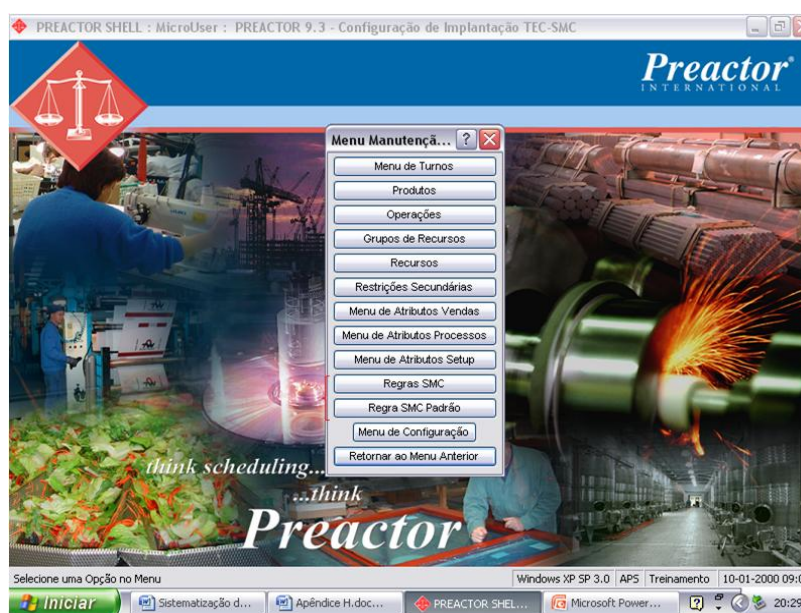 PREACTOR SHELL : MicroUser : PREACTOR 9.3 - Configuração de Implantação TEC-SMC
Preactor
INTERNATIONAL
Menu Manutençã...
Menu de Turnos
Produtos
Operações
Grupos de Recursos
Recursos
Restrições Secundárias
Menu de Atributos Vendas
Menu de Atributos Processos
Menu de Atributos Setup
Regras SMC
Regra SMC Padrão
Menu de Configuração
Retornar ao Menu Anterior
think scheduling...
...think
Preactor
Selecione uma Opção no Menu
Windows XP SP 3.0
APS
Treinamento
10-01-2000 09:0
Iniciar
Sistematização d...
Apêndice H.doc...
PREACTOR SHEL...
Microsoft Power...
20:29